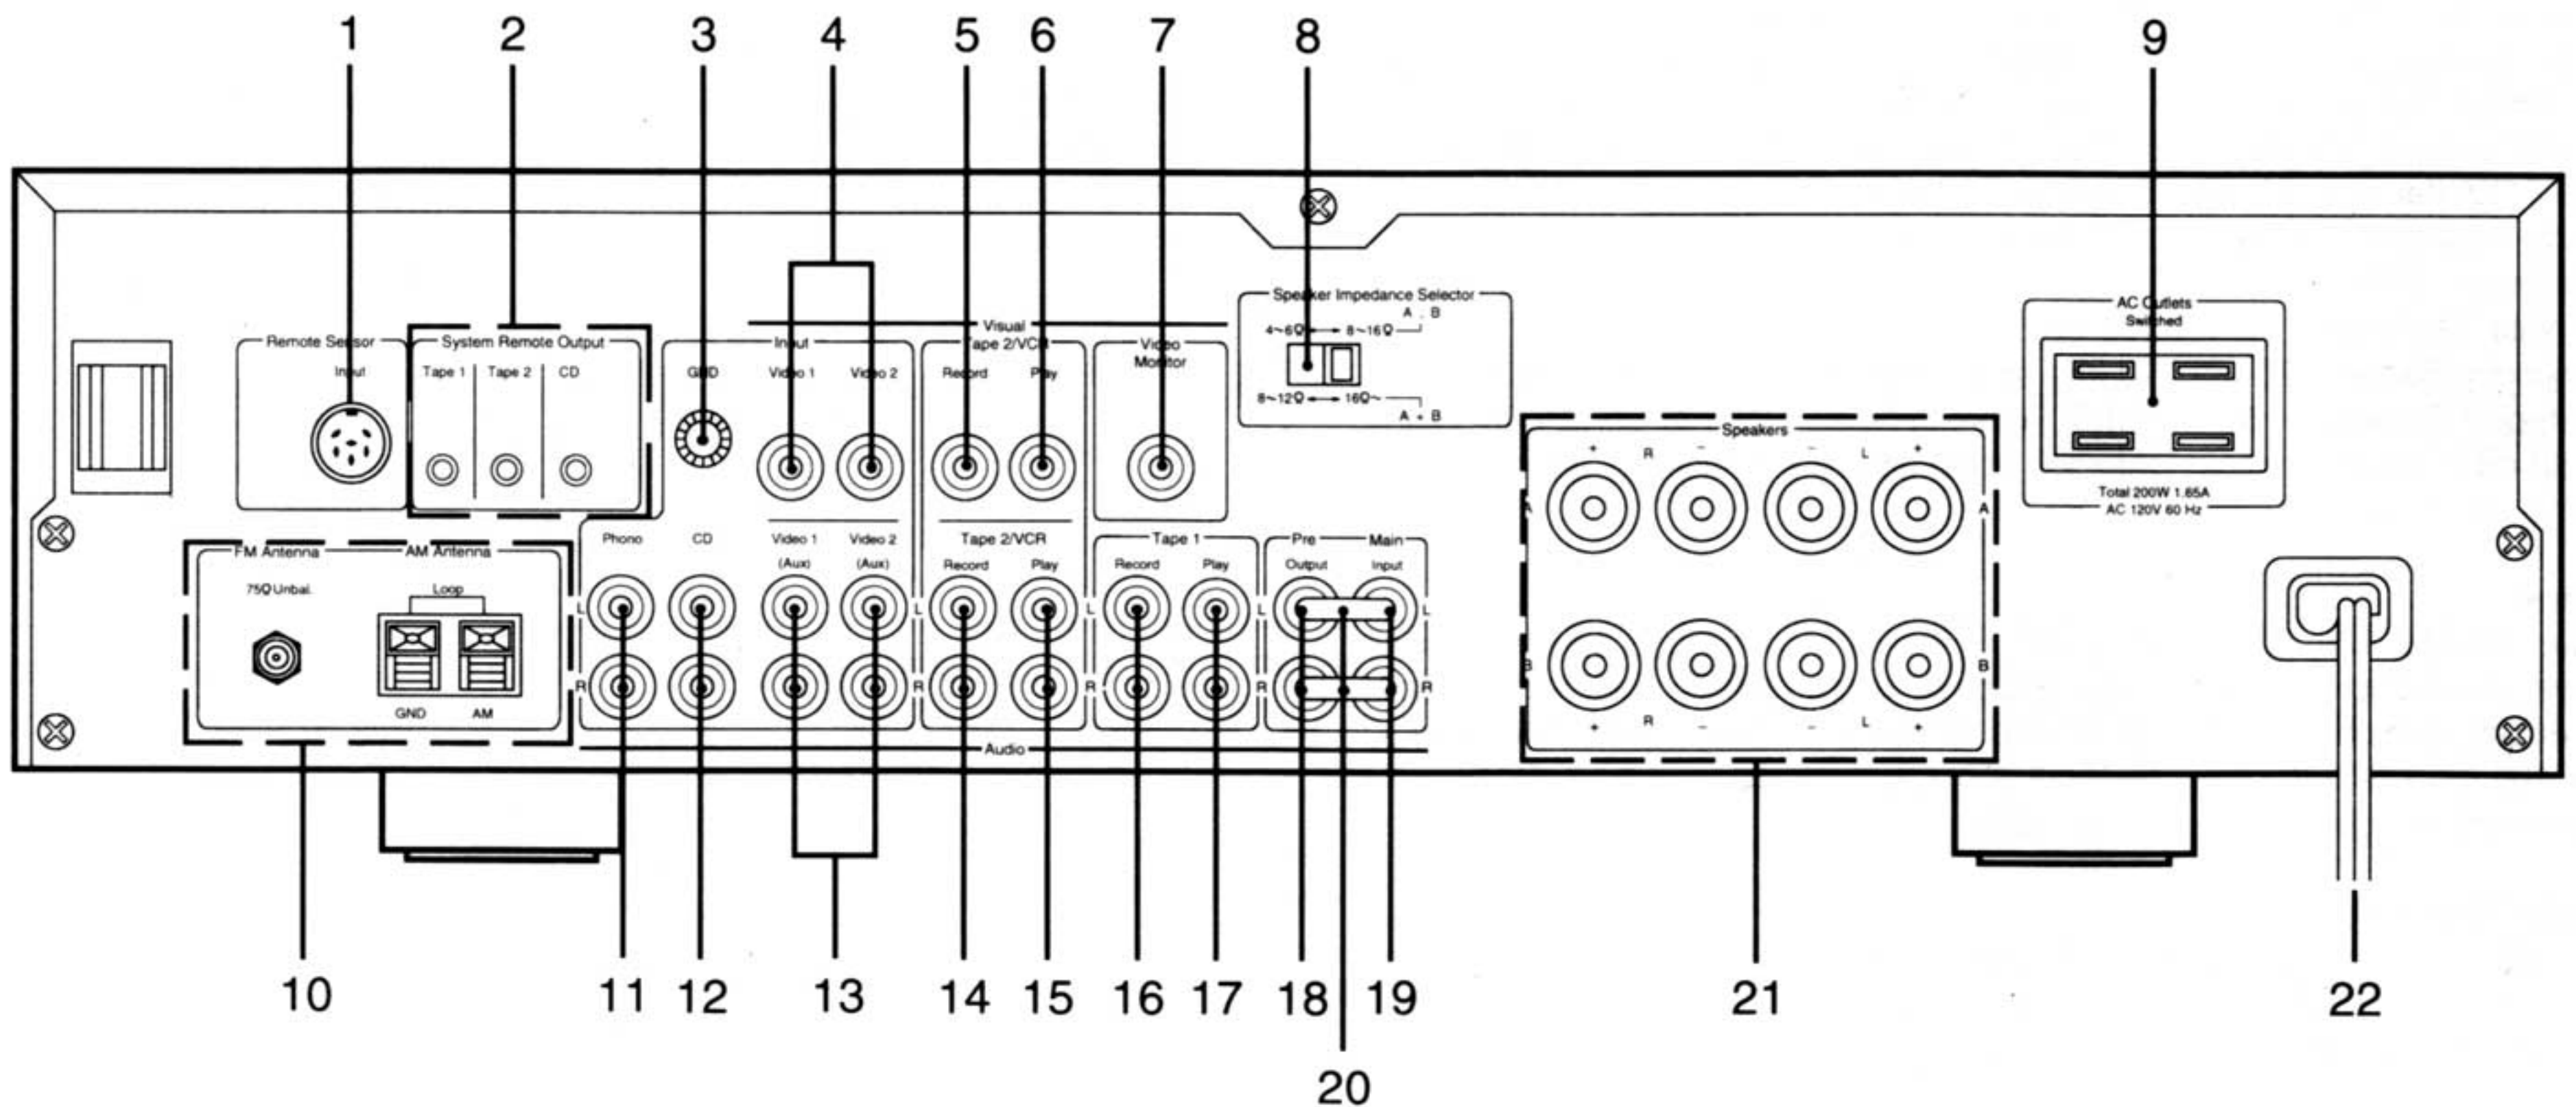 1 2 3 4 5 6 7 8 9
Speaker Impedance Selector
A . B
4~6Ω 8~16Ω
8~12Ω 16Ω~
A + B
AC Outlets
Switched
Total 200W 1.65A
AC 120V 60 Hz
Visual
Remote Sensor
Input
System Remote Output
Tape 1 Tape 2 CD
Input
GND Video 1 Video 2
Tape 2/VCR
Record Play
Video
Monitor
Speakers
+ R − − L +
A A
B B
+ R − − L +
FM Antenna AM Antenna
75Ω Unbal.
Loop
GND AM
Phono CD Video 1 Video 2
(Aux) (Aux)
Tape 2/VCR
Record Play
Tape 1
Record Play
Pre Main
Output Input
L L L L L
R R R R R
Audio
10 11 12 13 14 15 16 17 18 19 21 22
20